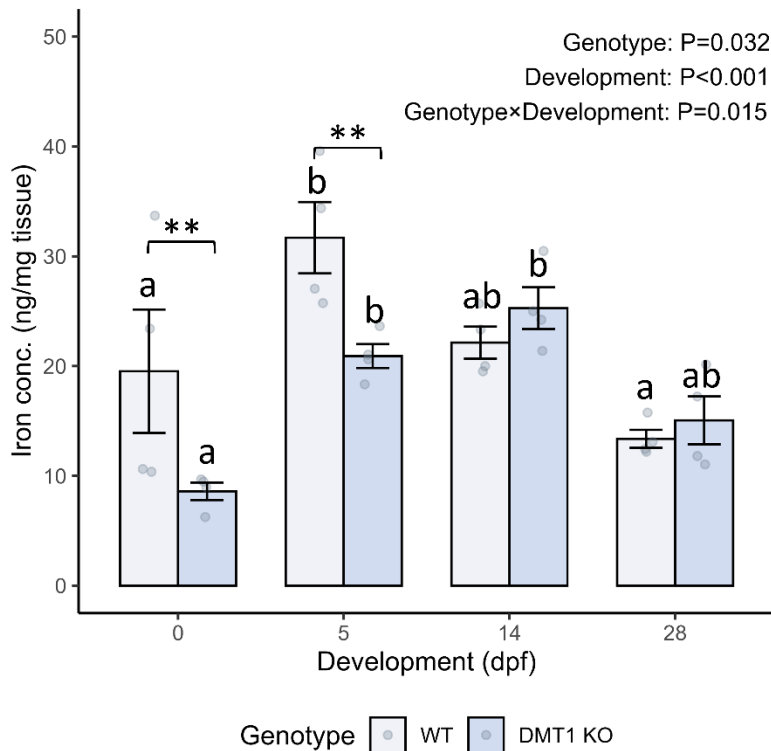 Genotype: P=0.032
Development: P<0.001
Genotype×Development: P=0.015
Iron conc. (ng/mg tissue)
50
40
30
20
10
0
**
**
a
a
b
b
ab
b
a
ab
0 5 14 28
Development (dpf)
Genotype WT DMT1 KO